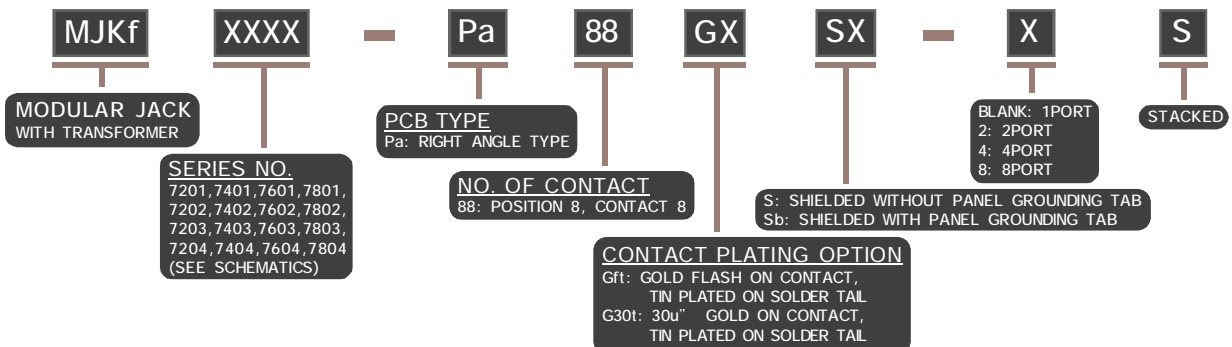 MJKf XXXX - Pa 88 GX SX - X S
MODULAR JACK
WITH TRANSFORMER
SERIES NO.
7201,7401,7601,7801,
7202,7402,7602,7802,
7203,7403,7603,7803,
7204,7404,7604,7804
(SEE SCHEMATICS)
PCB TYPE
Pa: RIGHT ANGLE TYPE
NO. OF CONTACT
88: POSITION 8, CONTACT 8
CONTACT PLATING OPTION
Gft: GOLD FLASH ON CONTACT,
TIN PLATED ON SOLDER TAIL
G30t: 30u" GOLD ON CONTACT,
TIN PLATED ON SOLDER TAIL
S: SHIELDED WITHOUT PANEL GROUNDING TAB
Sb: SHIELDED WITH PANEL GROUNDING TAB
BLANK: 1PORT
2: 2PORT
4: 4PORT
8: 8PORT
STACKED